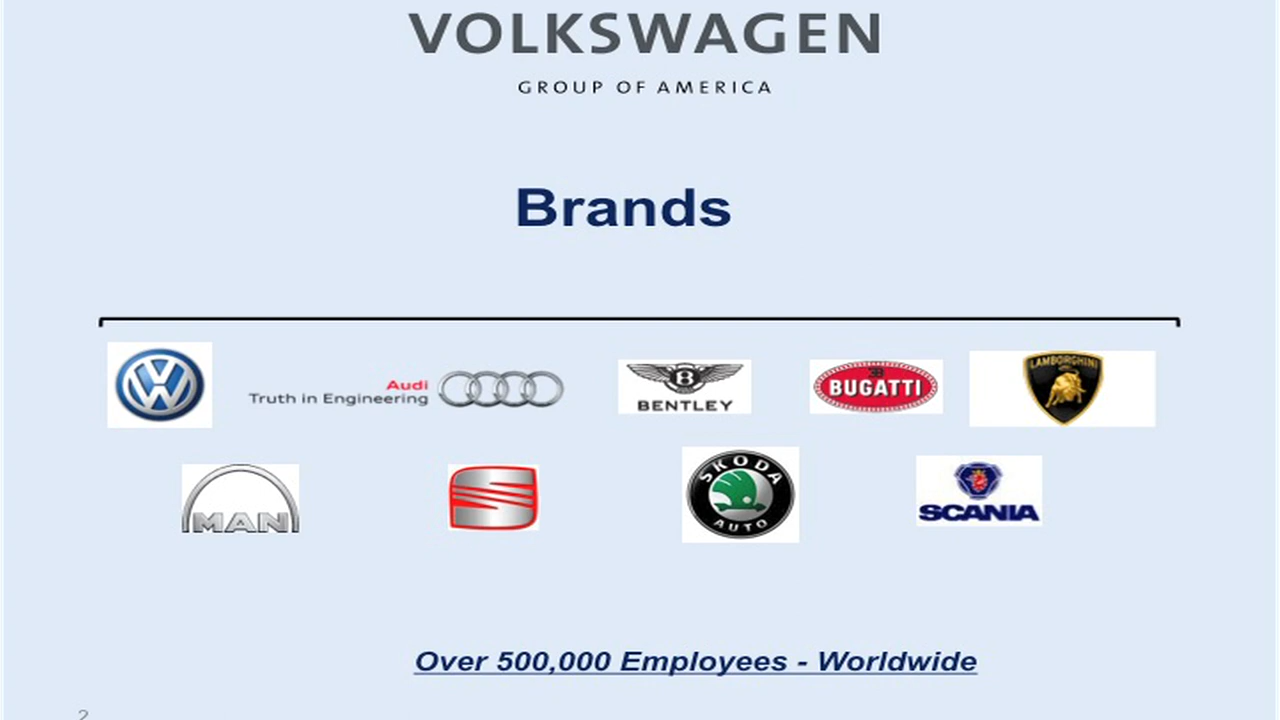 VOLKSWAGEN
GROUP OF AMERICA
Brands
Audi
Truth in Engineering
B
BENTLEY
BUGATTI
LAMBORGHINI
MAN
SKODA
AUTO
SCANIA
Over 500,000 Employees - Worldwide
2